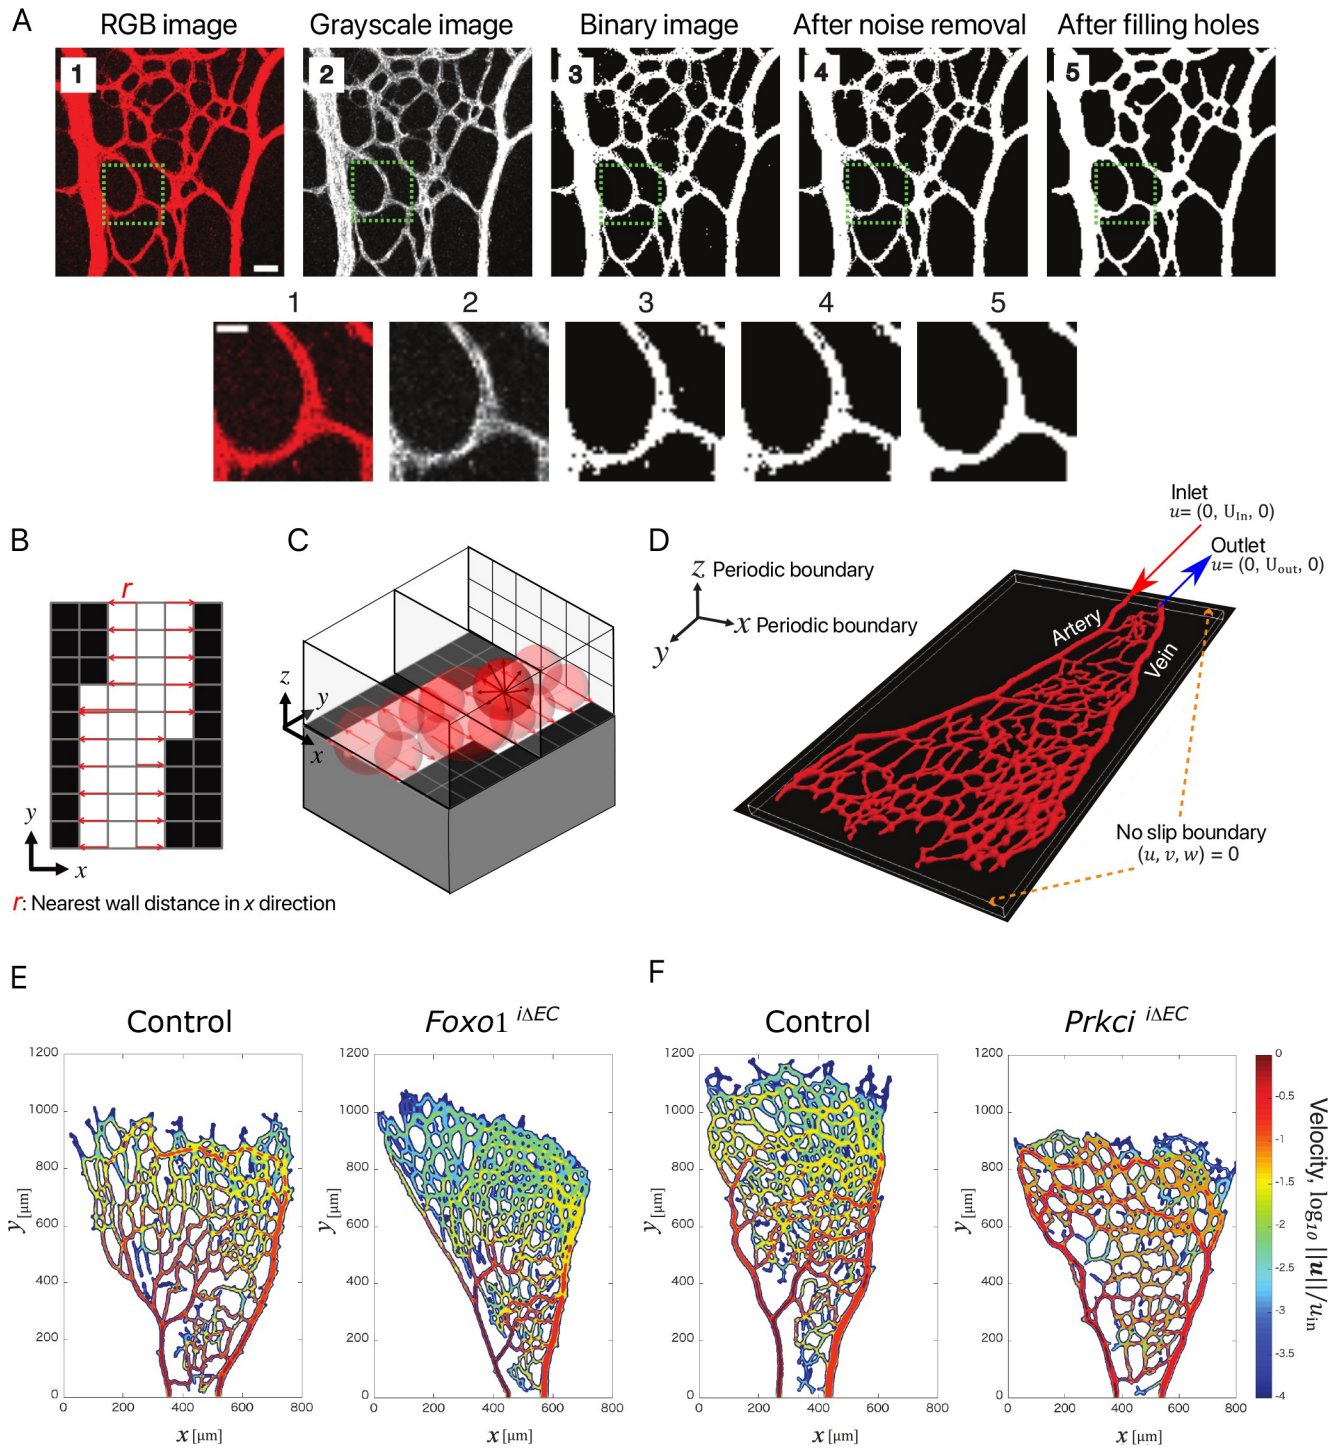 A
RGB image
Grayscale image
Binary image
After noise removal
After filling holes
1
2
3
4
5
1
2
3
4
5
B
r
y
x
r: Nearest wall distance in x direction
C
z
y
x
D
z Periodic boundary
x Periodic boundary
y
Inlet
u= (0, U_In, 0)
Outlet
u= (0, U_out, 0)
Artery
Vein
No slip boundary
(u, v, w) = 0
E
Control
Foxo1 iΔEC
F
Control
Prkci iΔEC
1200
1000
800
600
400
200
0
y [μm]
0 200 400 600 800
x [μm]
1200
1000
800
600
400
200
0
y [μm]
0 200 400 600 800
x [μm]
1200
1000
800
600
400
200
0
y [μm]
0 200 400 600 800
x [μm]
1200
1000
800
600
400
200
0
y [μm]
0 200 400 600 800
x [μm]
0
-0.5
-1
-1.5
-2
-2.5
-3
-3.5
-4
Velocity, log₁₀ ||u||/u_in